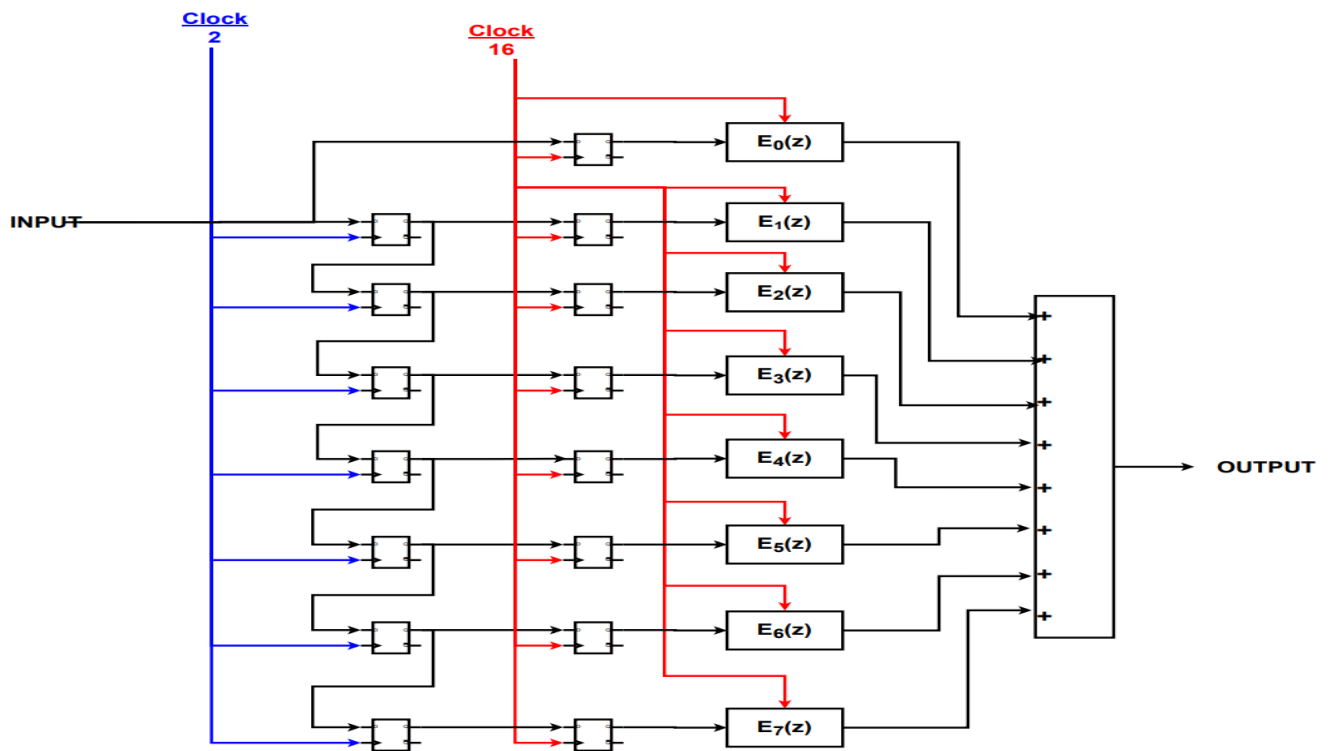 Clock
2
Clock
16
E₀(z)
INPUT
E₁(z)
E₂(z)
+
E₃(z)
+
+
E₄(z)
+
OUTPUT
+
E₅(z)
+
E₆(z)
+
+
E₇(z)